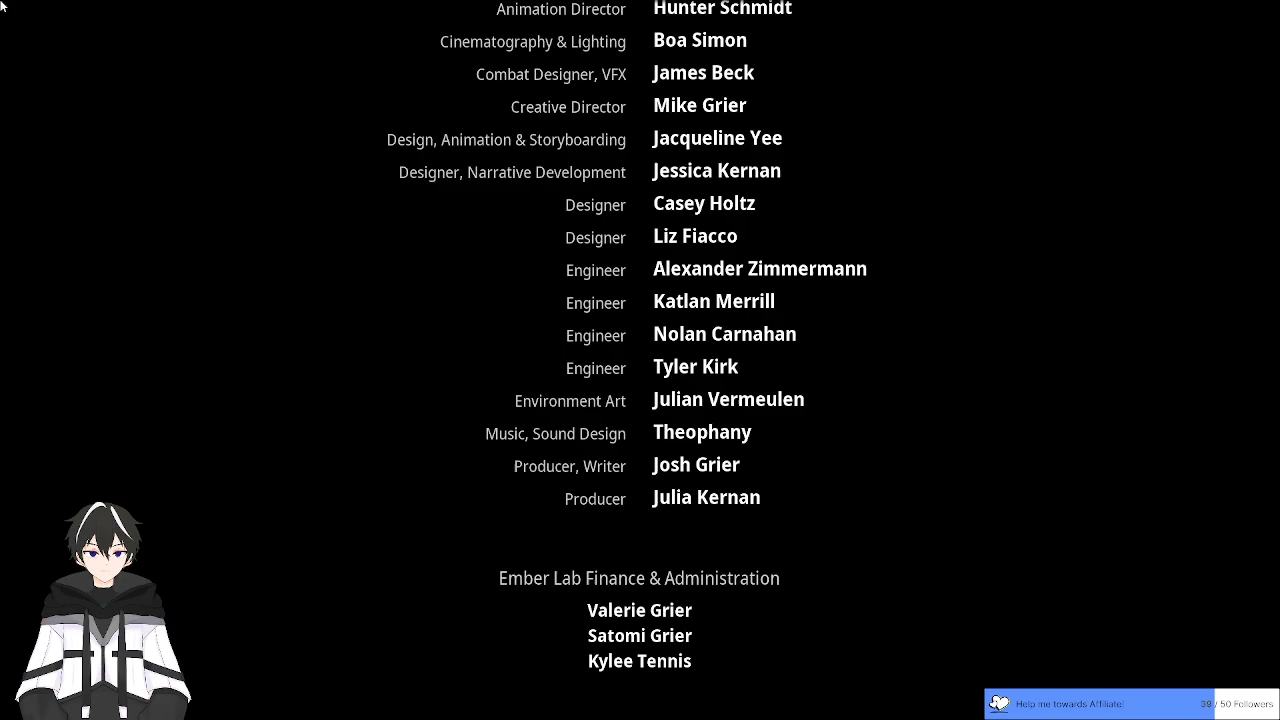 Animation Director Hunter Schmidt
Cinematography & Lighting Boa Simon
Combat Designer, VFX James Beck
Creative Director Mike Grier
Design, Animation & Storyboarding Jacqueline Yee
Designer, Narrative Development Jessica Kernan
Designer Casey Holtz
Designer Liz Fiacco
Engineer Alexander Zimmermann
Engineer Katlan Merrill
Engineer Nolan Carnahan
Engineer Tyler Kirk
Environment Art Julian Vermeulen
Music, Sound Design Theophany
Producer, Writer Josh Grier
Producer Julia Kernan
Ember Lab Finance & Administration
Valerie Grier
Satomi Grier
Kylee Tennis
Help me towards Affiliate! 39 / 50 Followers